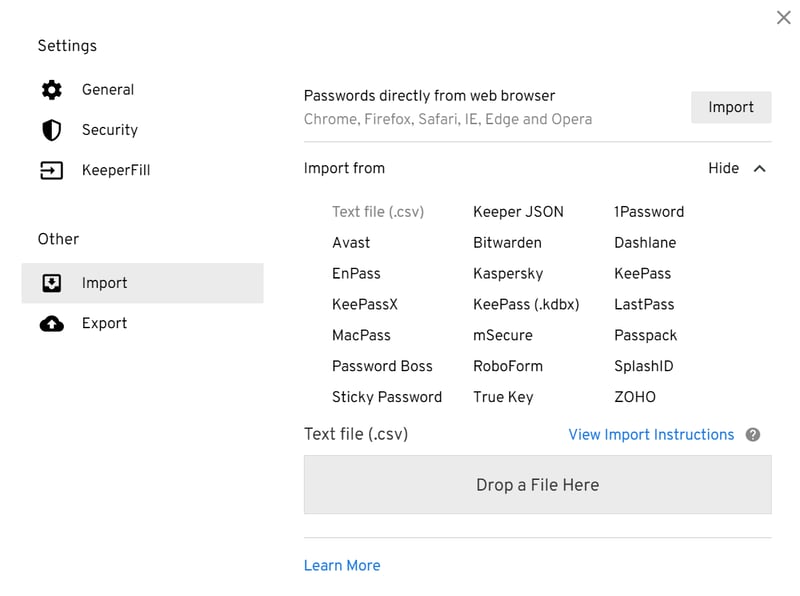 Settings
General
Security
KeeperFill
Other
Import
Export
Passwords directly from web browser
Chrome, Firefox, Safari, IE, Edge and Opera
Import
Import from
Hide
Text file (.csv) Keeper JSON 1Password
Avast Bitwarden Dashlane
EnPass Kaspersky KeePass
KeePassX KeePass (.kdbx) LastPass
MacPass mSecure Passpack
Password Boss RoboForm SplashID
Sticky Password True Key ZOHO
Text file (.csv)
View Import Instructions ?
Drop a File Here
Learn More